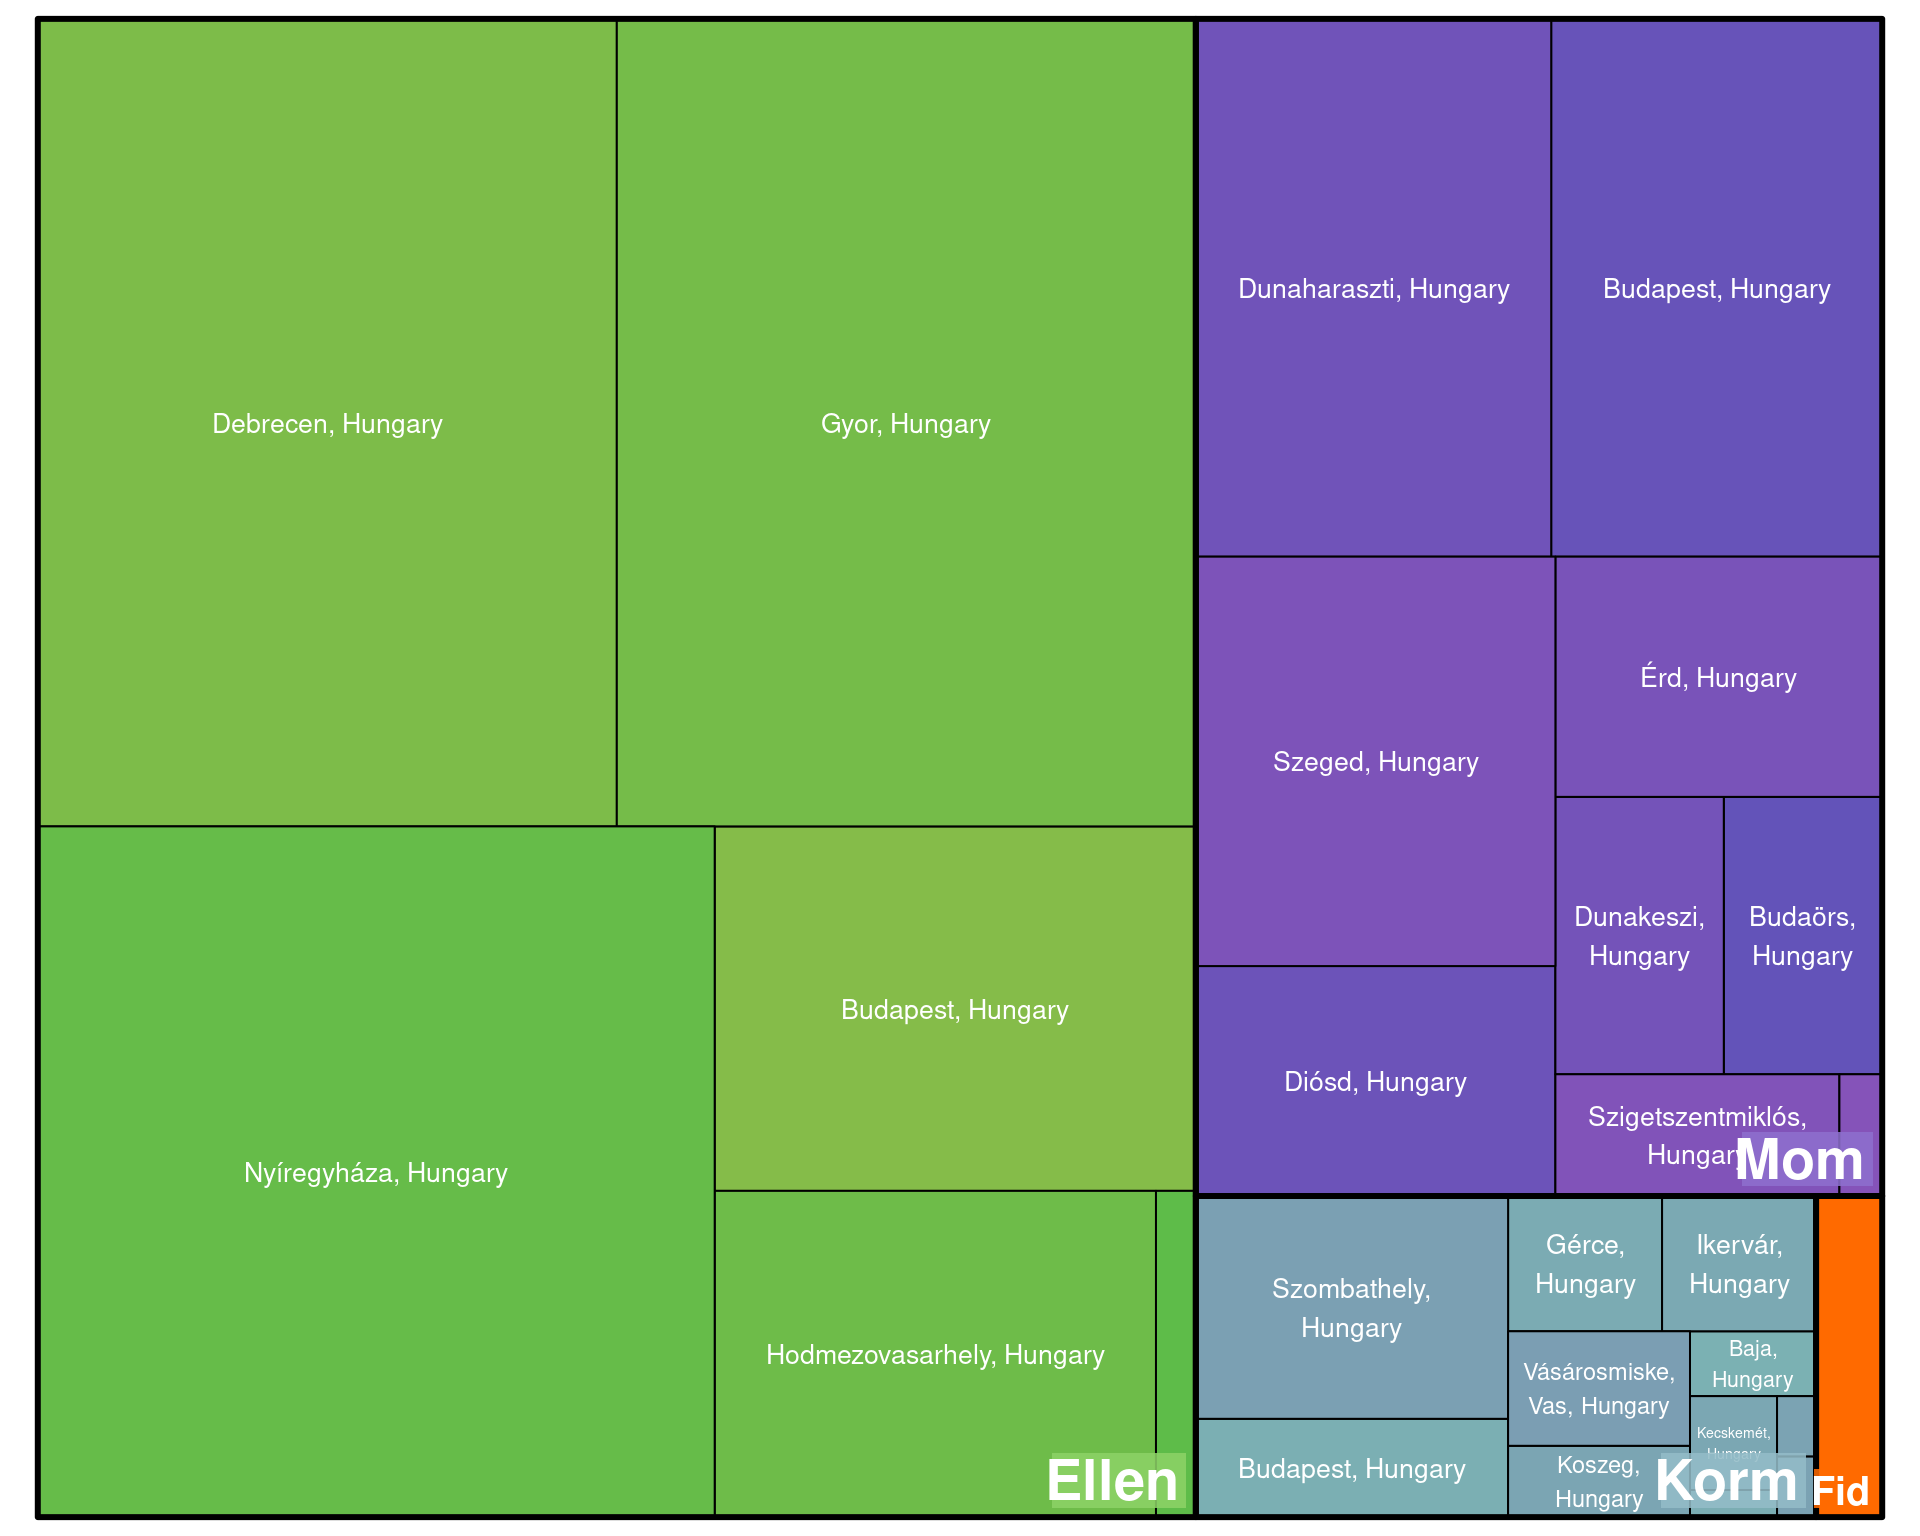 Debrecen, Hungary
Gyor, Hungary
Nyíregyháza, Hungary
Budapest, Hungary
Hodmezovasarhely, Hungary
Ellen
Dunaharaszti, Hungary
Budapest, Hungary
Szeged, Hungary
Érd, Hungary
Dunakeszi,
Hungary
Budaörs,
Hungary
Diósd, Hungary
Szigetszentmiklós,
Hungary
Mom
Szombathely,
Hungary
Gérce,
Hungary
Ikervár,
Hungary
Vásárosmiske,
Vas, Hungary
Baja,
Hungary
Kecskemét,
Hungary
Budapest, Hungary
Koszeg,
Hungary
Korm
Fid